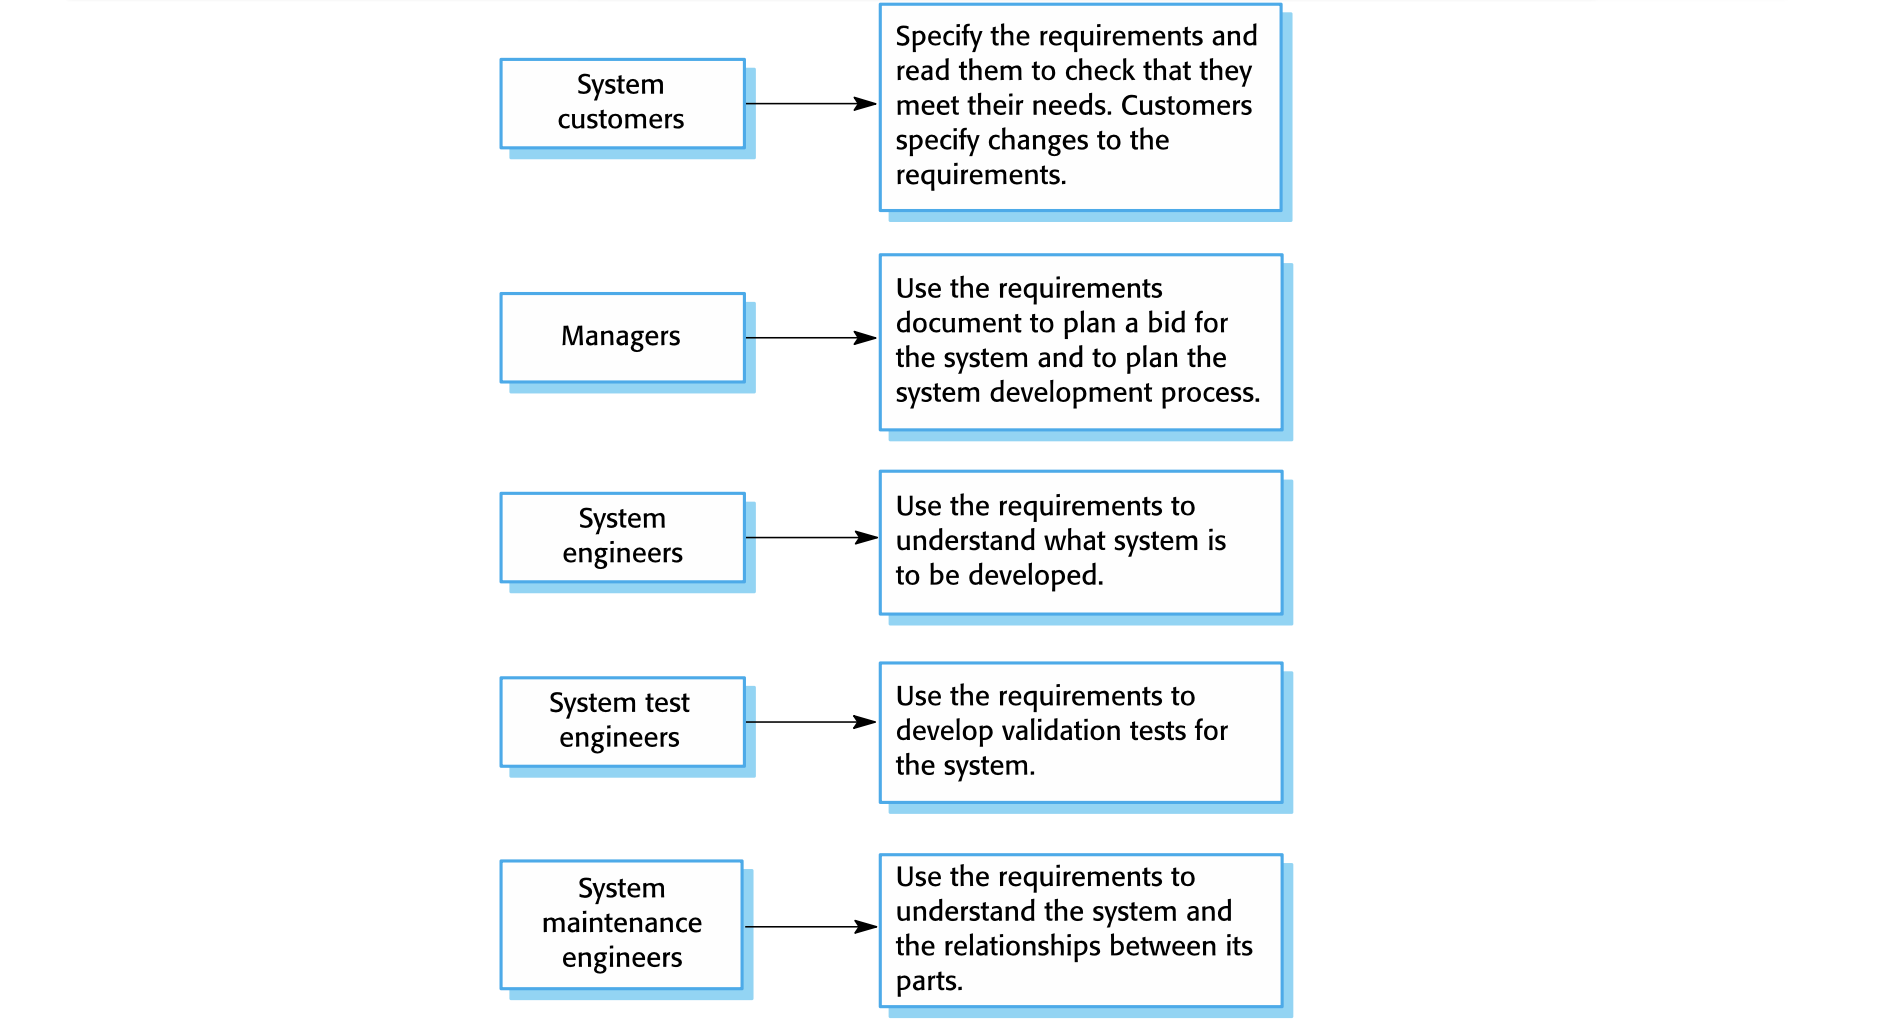 System
customers
Specify the requirements and
read them to check that they
meet their needs. Customers
specify changes to the
requirements.
Managers
Use the requirements
document to plan a bid for
the system and to plan the
system development process.
System
engineers
Use the requirements to
understand what system is
to be developed.
System test
engineers
Use the requirements to
develop validation tests for
the system.
System
maintenance
engineers
Use the requirements to
understand the system and
the relationships between its
parts.